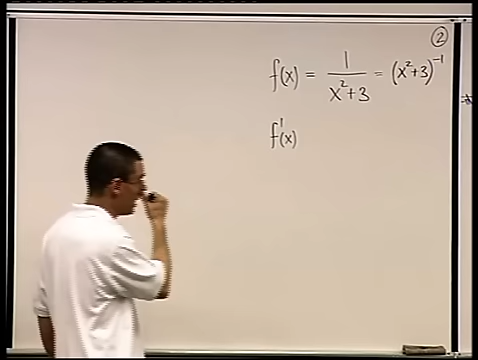 ②
f(x) = 1/(x²+3) = (x²+3)⁻¹
f'(x)